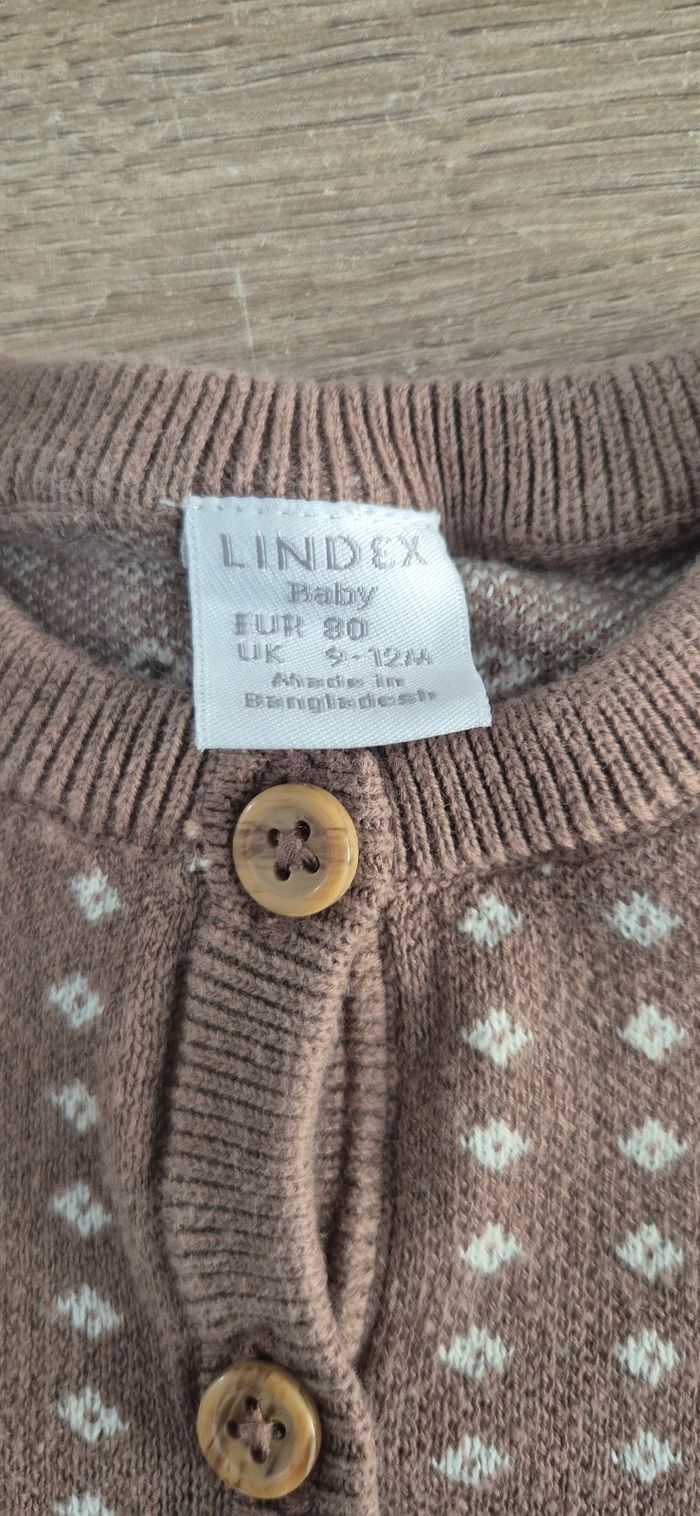 LINDEX
Baby
EUR 80
UK 9-12M
Made in
Bangladesh